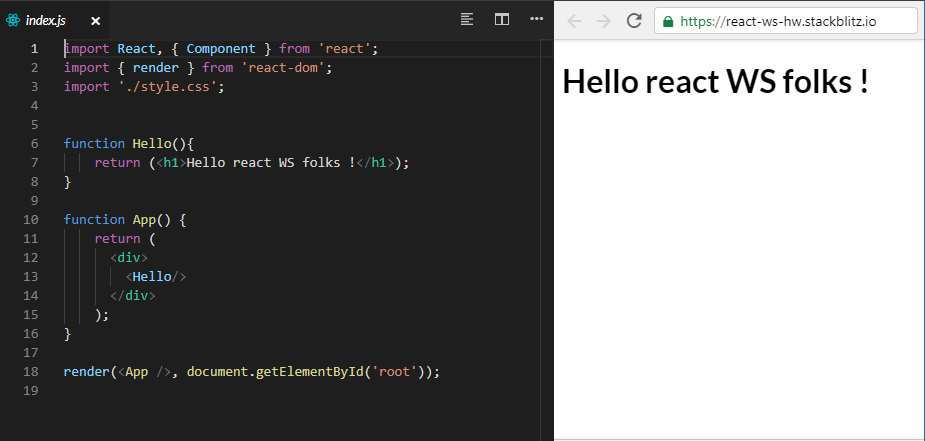 index.js
https://react-ws-hw.stackblitz.io
1 import React, { Component } from 'react';
2 import { render } from 'react-dom';
3 import './style.css';
4
5
6 function Hello(){
7 return (<h1>Hello react WS folks !</h1>);
8 }
9
10 function App() {
11 return (
12 <div>
13 <Hello/>
14 </div>
15 );
16 }
17
18 render(<App />, document.getElementById('root'));
19
Hello react WS folks !